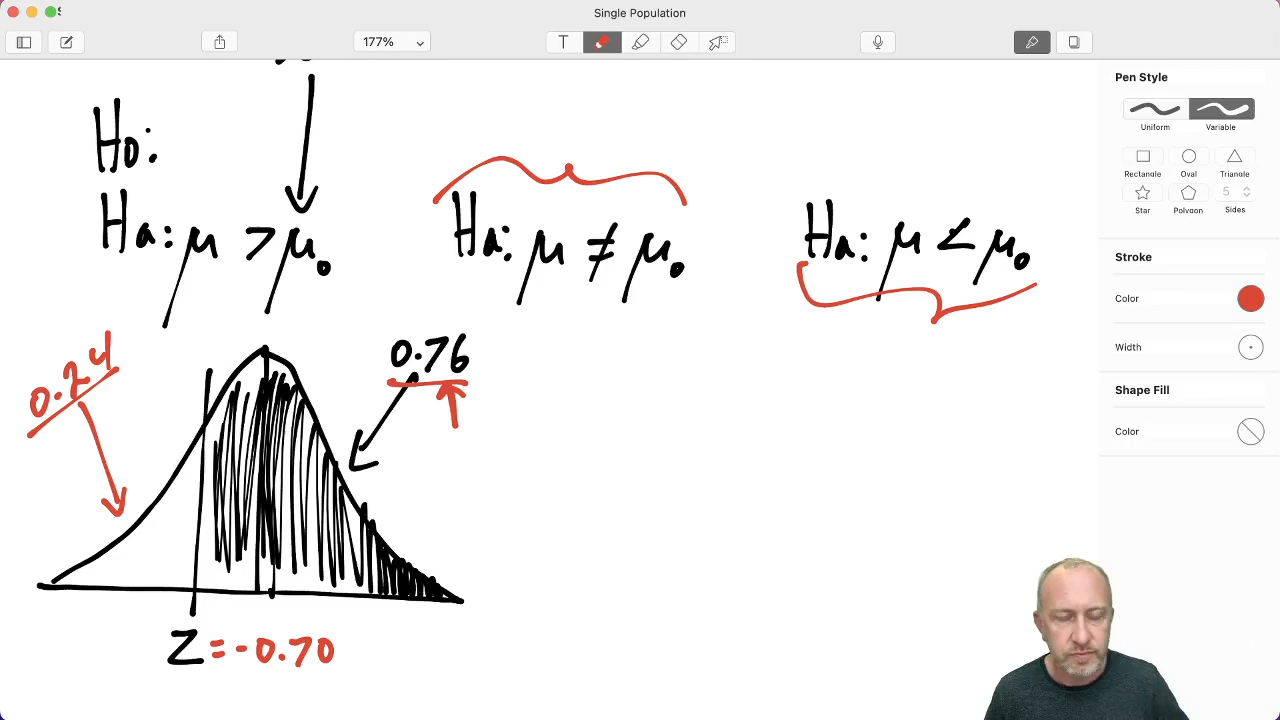 Single Population
177%
T
Pen Style
Uniform
Variable
Rectangle
Oval
Triangle
Star
Polygon
5
Sides
Stroke
Color
Width
Shape Fill
Color
Ho:
Ha: μ > μ₀
Ha: μ ≠ μ₀
Ha: μ < μ₀
0.24
0.76
Z = -0.70